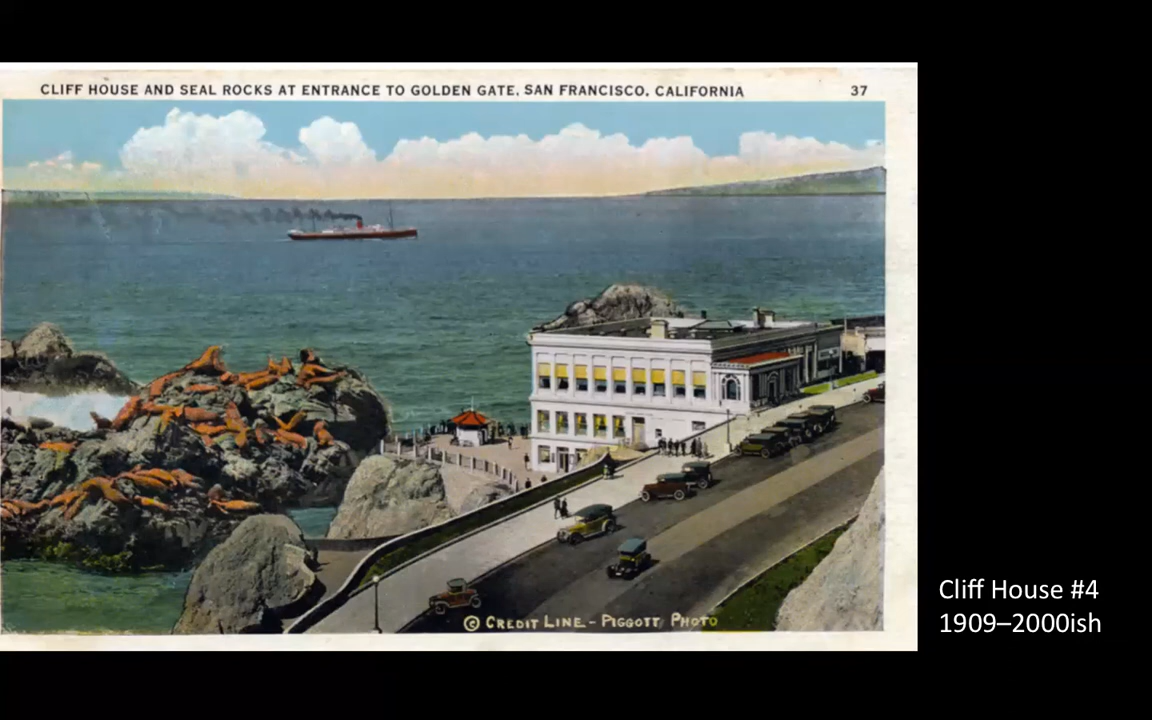 CLIFF HOUSE AND SEAL ROCKS AT ENTRANCE TO GOLDEN GATE, SAN FRANCISCO, CALIFORNIA 37
© CREDIT LINE - PIGGOTT PHOTO
Cliff House #4
1909–2000ish